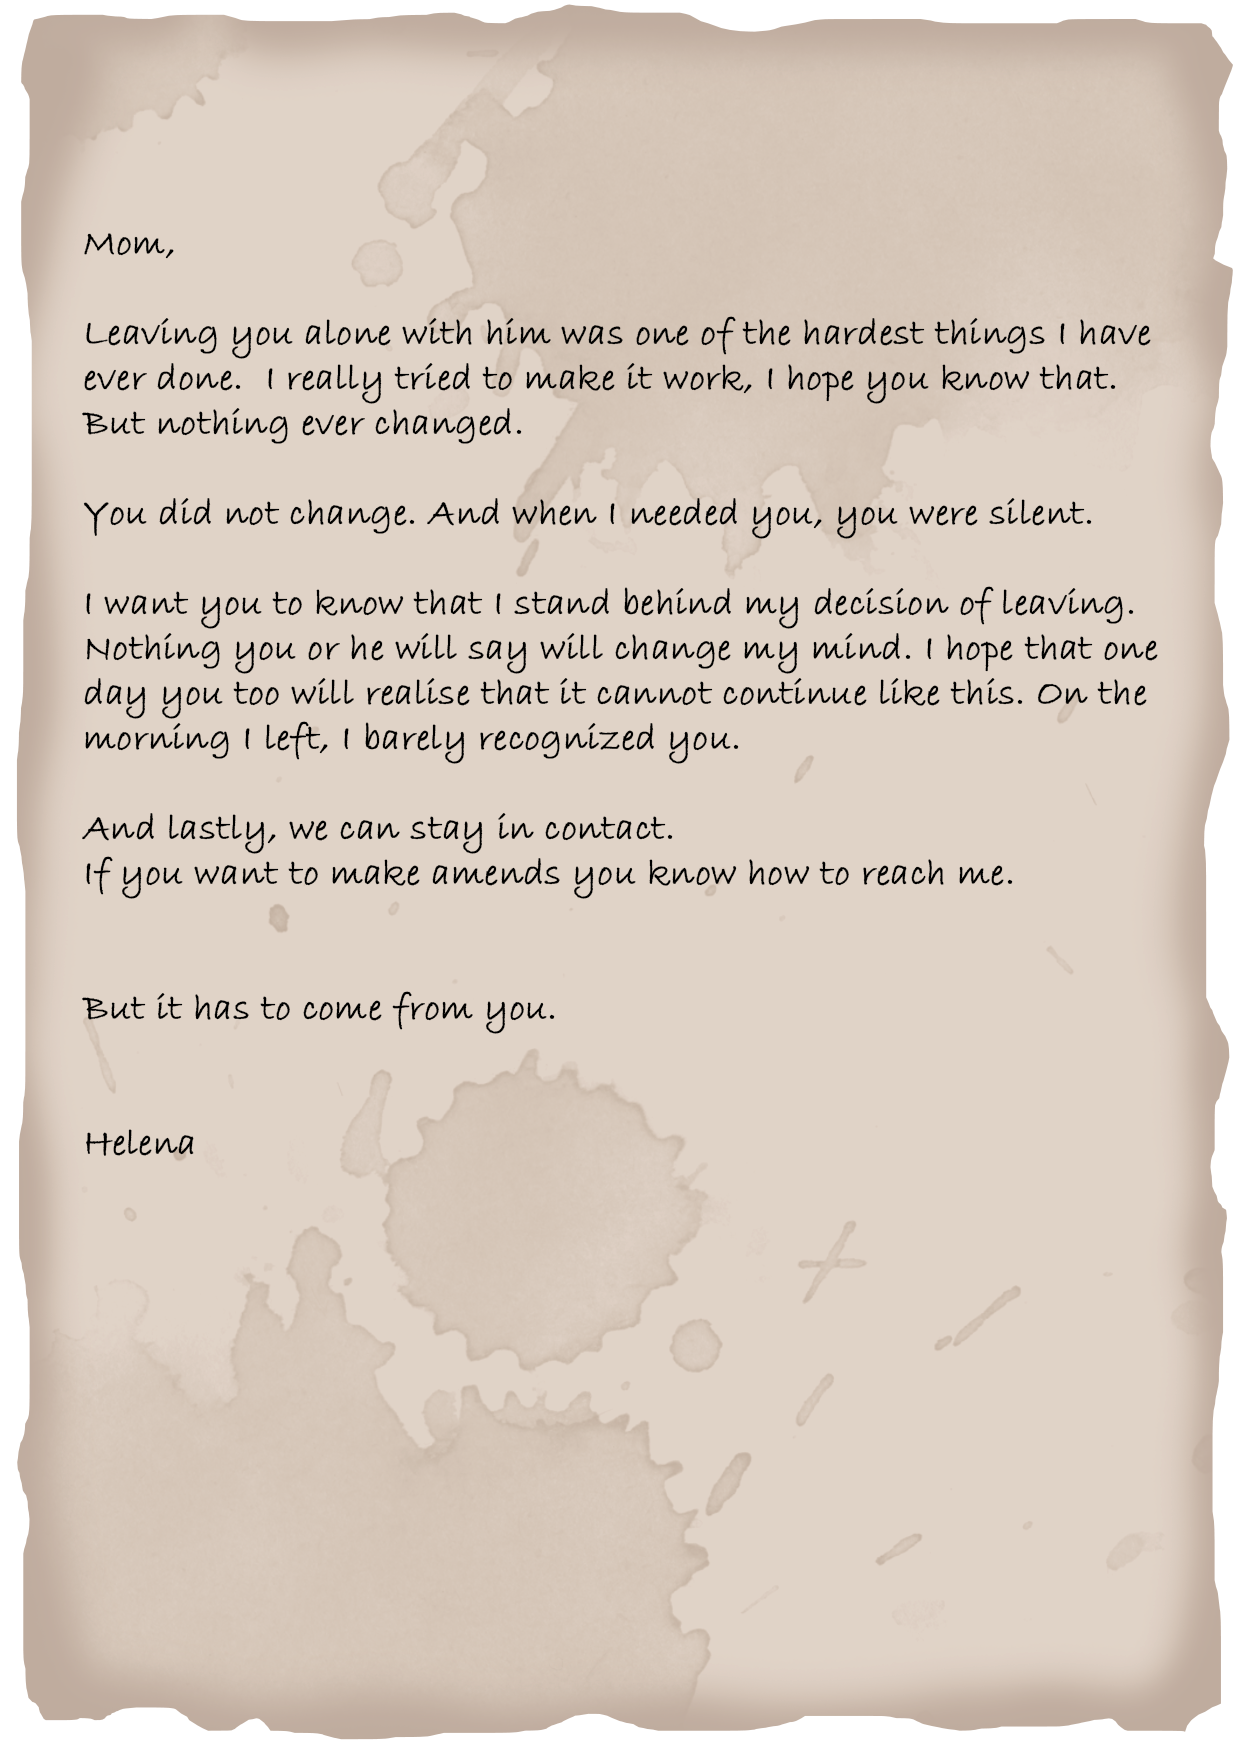 Mom,
Leaving you alone with him was one of the hardest things I have
ever done.  I really tried to make it work, I hope you know that.
But nothing ever changed.
You did not change. And when I needed you, you were silent.
I want you to know that I stand behind my decision of leaving.
Nothing you or he will say will change my mind. I hope that one
day you too will realise that it cannot continue like this. On the
morning I left, I barely recognized you.
And lastly, we can stay in contact.
If you want to make amends you know how to reach me.
But it has to come from you.
Helena